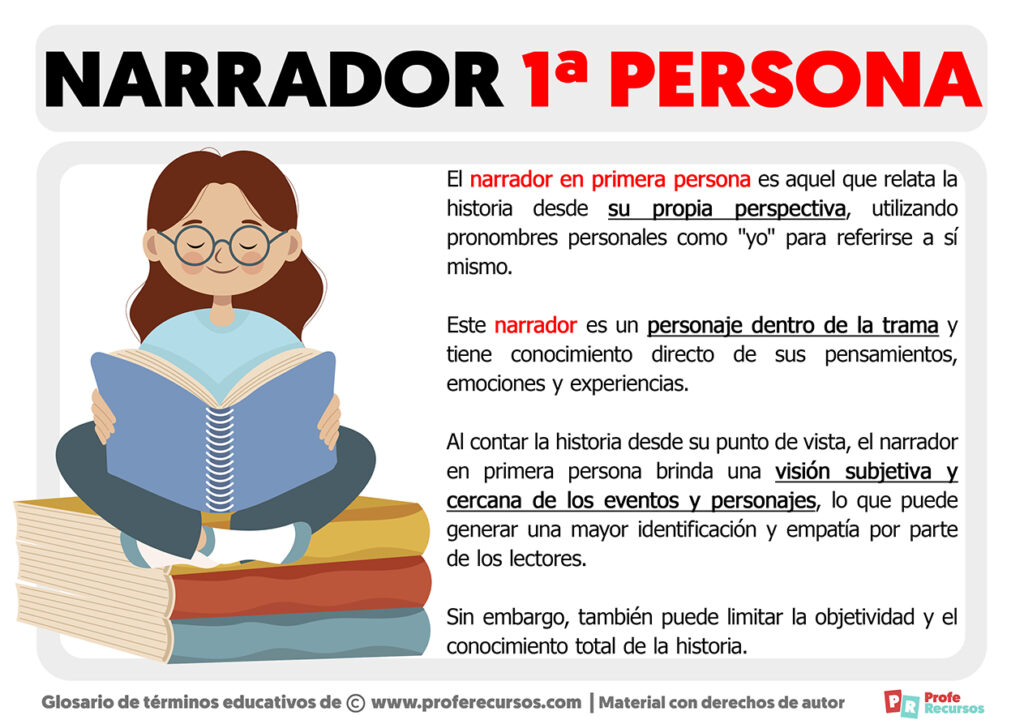 NARRADOR 1ª PERSONA
El narrador en primera persona es aquel que relata la
historia desde su propia perspectiva, utilizando
pronombres personales como "yo" para referirse a sí
mismo.
Este narrador es un personaje dentro de la trama y
tiene conocimiento directo de sus pensamientos,
emociones y experiencias.
Al contar la historia desde su punto de vista, el narrador
en primera persona brinda una visión subjetiva y
cercana de los eventos y personajes, lo que puede
generar una mayor identificación y empatía por parte
de los lectores.
Sin embargo, también puede limitar la objetividad y el
conocimiento total de la historia.
Glosario de términos educativos de © www.proferecursos.com | Material con derechos de autor
PR Profe
Recursos